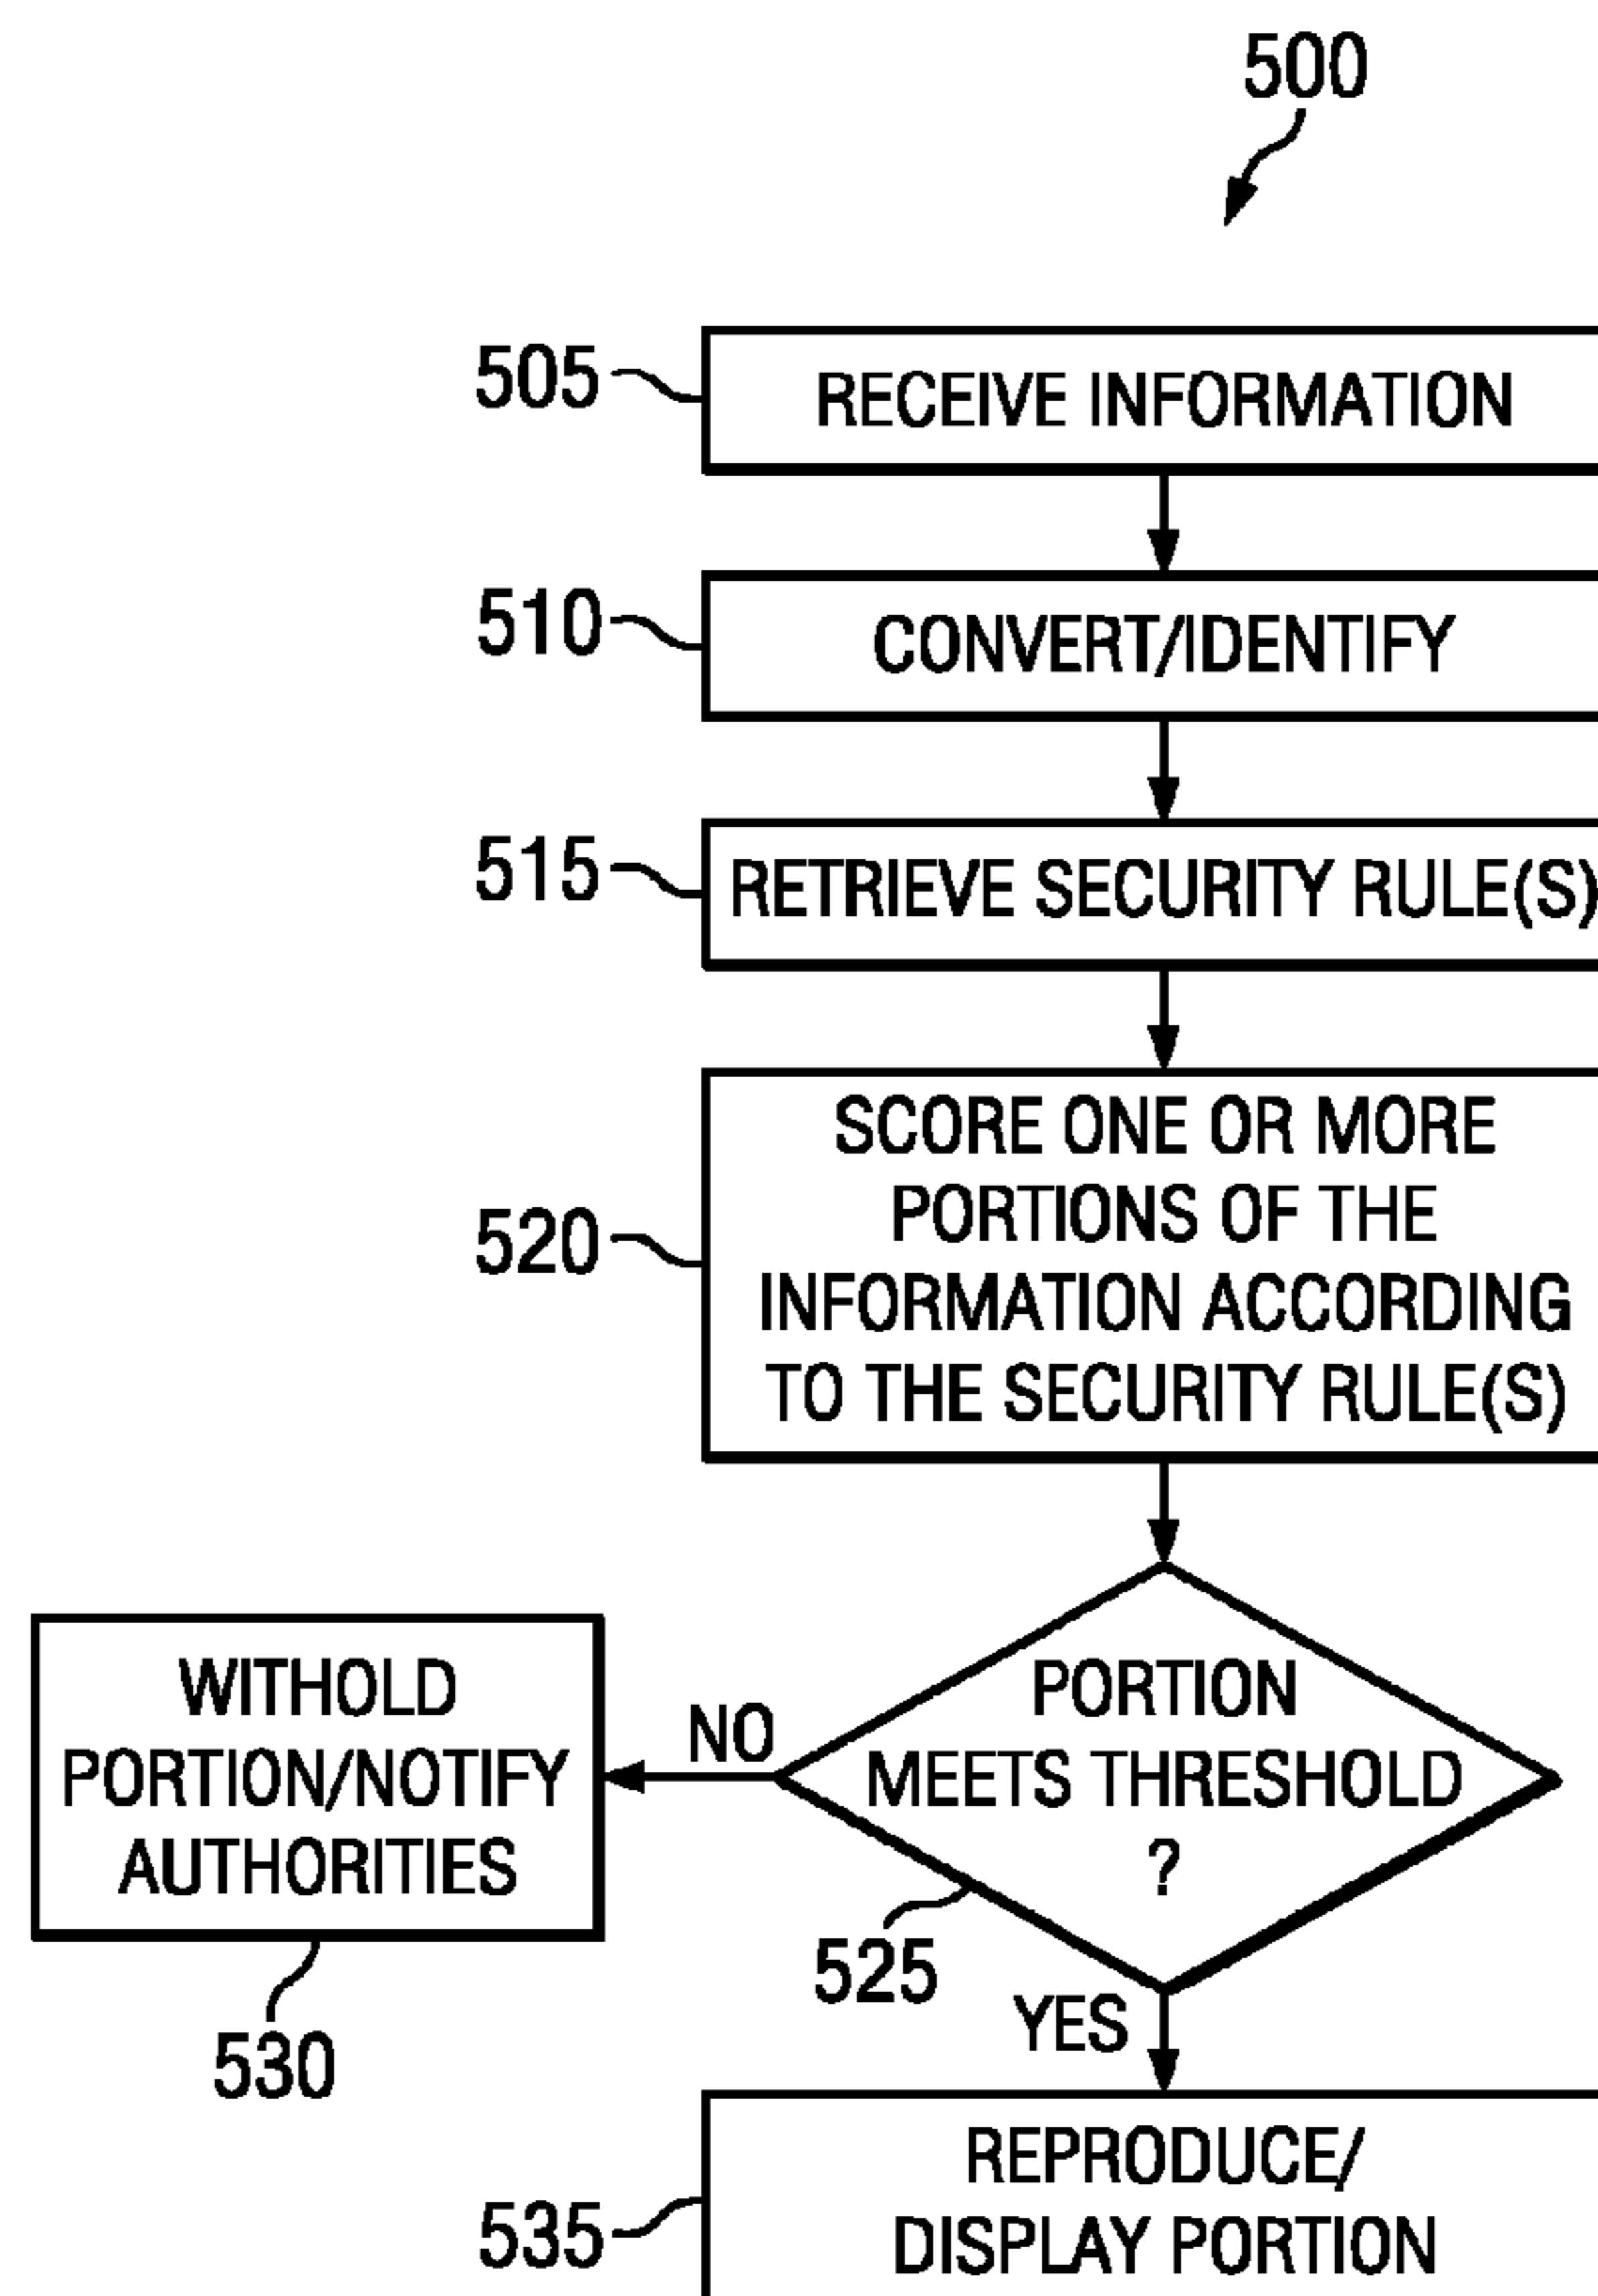 500
505
RECEIVE INFORMATION
510
CONVERT/IDENTIFY
515
RETRIEVE SECURITY RULE(S)
520
SCORE ONE OR MORE
PORTIONS OF THE
INFORMATION ACCORDING
TO THE SECURITY RULE(S)
PORTION
MEETS THRESHOLD
?
525
NO
WITHOLD
PORTION/NOTIFY
AUTHORITIES
530
YES
535
REPRODUCE/
DISPLAY PORTION